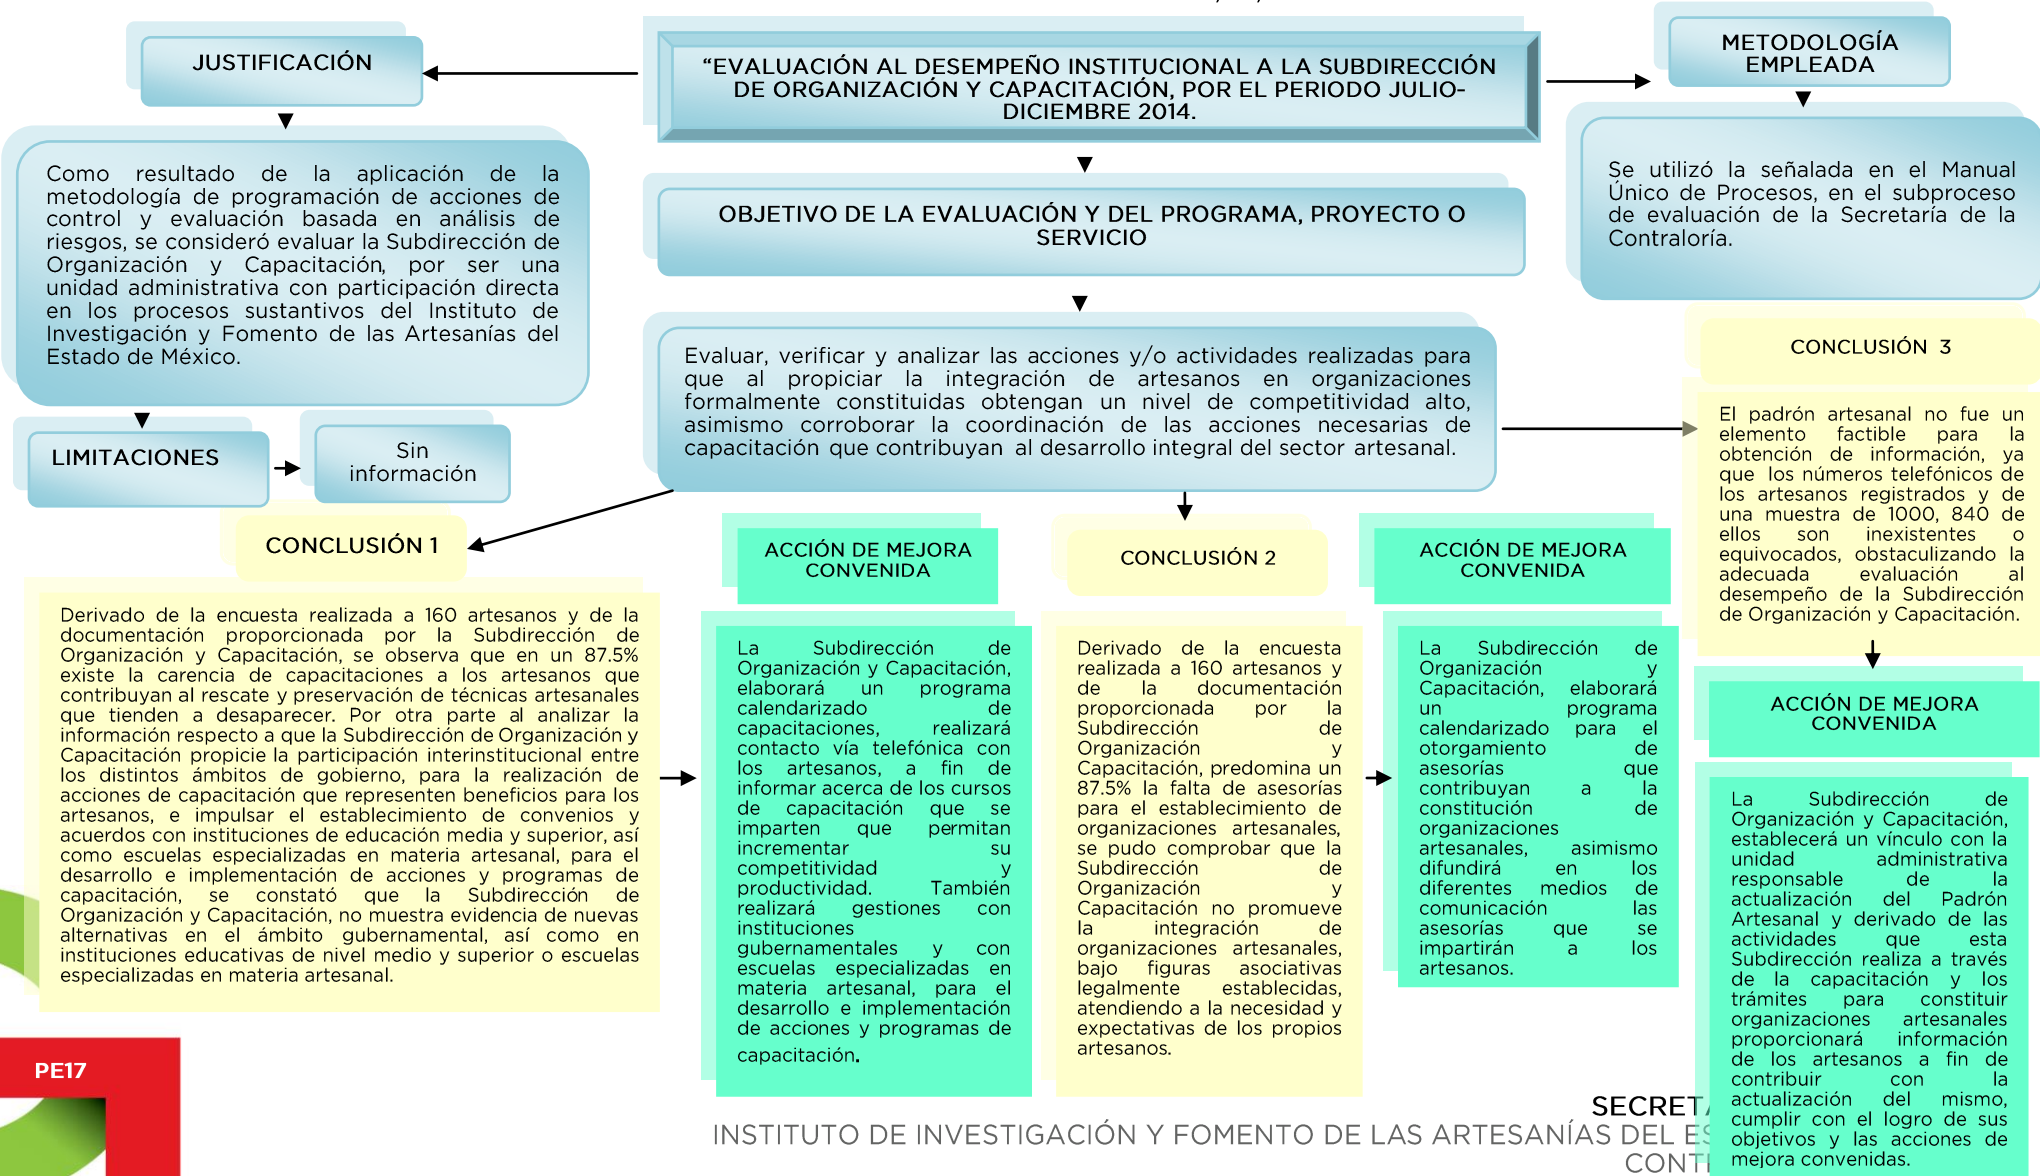 “EVALUACIÓN AL DESEMPEÑO INSTITUCIONAL A LA SUBDIRECCIÓN
DE ORGANIZACIÓN Y CAPACITACIÓN, POR EL PERIODO JULIO-
DICIEMBRE 2014.
JUSTIFICACIÓN
Como resultado de la aplicación de la
metodología de programación de acciones de
control y evaluación basada en análisis de
riesgos, se consideró evaluar la Subdirección de
Organización y Capacitación, por ser una
unidad administrativa con participación directa
en los procesos sustantivos del Instituto de
Investigación y Fomento de las Artesanías del
Estado de México.
LIMITACIONES
Sin
información
METODOLOGÍA
EMPLEADA
Se utilizó la señalada en el Manual
Único de Procesos, en el subproceso
de evaluación de la Secretaría de la
Contraloría.
OBJETIVO DE LA EVALUACIÓN Y DEL PROGRAMA, PROYECTO O
SERVICIO
Evaluar, verificar y analizar las acciones y/o actividades realizadas para
que al propiciar la integración de artesanos en organizaciones
formalmente constituidas obtengan un nivel de competitividad alto,
asimismo corroborar la coordinación de las acciones necesarias de
capacitación que contribuyan al desarrollo integral del sector artesanal.
CONCLUSIÓN 1
Derivado de la encuesta realizada a 160 artesanos y de la
documentación proporcionada por la Subdirección de
Organización y Capacitación, se observa que en un 87.5%
existe la carencia de capacitaciones a los artesanos que
contribuyan al rescate y preservación de técnicas artesanales
que tienden a desaparecer. Por otra parte al analizar la
información respecto a que la Subdirección de Organización y
Capacitación propicie la participación interinstitucional entre
los distintos ámbitos de gobierno, para la realización de
acciones de capacitación que representen beneficios para los
artesanos, e impulsar el establecimiento de convenios y
acuerdos con instituciones de educación media y superior, así
como escuelas especializadas en materia artesanal, para el
desarrollo e implementación de acciones y programas de
capacitación, se constató que la Subdirección de
Organización y Capacitación, no muestra evidencia de nuevas
alternativas en el ámbito gubernamental, así como en
instituciones educativas de nivel medio y superior o escuelas
especializadas en materia artesanal.
ACCIÓN DE MEJORA
CONVENIDA
La Subdirección de
Organización y Capacitación,
elaborará un programa
calendarizado de
capacitaciones, realizará
contacto vía telefónica con
los artesanos, a fin de
informar acerca de los cursos
de capacitación que se
imparten que permitan
incrementar su
competitividad y
productividad. También
realizará gestiones con
instituciones
gubernamentales y con
escuelas especializadas en
materia artesanal, para el
desarrollo e implementación
de acciones y programas de
capacitación.
CONCLUSIÓN 2
Derivado de la encuesta
realizada a 160 artesanos y
de la documentación
proporcionada por la
Subdirección de
Organización y
Capacitación, predomina un
87.5% la falta de asesorías
para el establecimiento de
organizaciones artesanales,
se pudo comprobar que la
Subdirección de
Organización y
Capacitación no promueve
la integración de
organizaciones artesanales,
bajo figuras asociativas
legalmente establecidas,
atendiendo a la necesidad y
expectativas de los propios
artesanos.
ACCIÓN DE MEJORA
CONVENIDA
La Subdirección de
Organización y
Capacitación, elaborará
un programa
calendarizado para el
otorgamiento de
asesorías que
contribuyan a la
constitución de
organizaciones
artesanales, asimismo
difundirá en los
diferentes medios de
comunicación las
asesorías que se
impartirán a los
artesanos.
CONCLUSIÓN 3
El padrón artesanal no fue un
elemento factible para la
obtención de información, ya
que los números telefónicos de
los artesanos registrados y de
una muestra de 1000, 840 de
ellos son inexistentes o
equivocados, obstaculizando la
adecuada evaluación al
desempeño de la Subdirección
de Organización y Capacitación.
ACCIÓN DE MEJORA
CONVENIDA
La Subdirección de
Organización y Capacitación,
establecerá un vínculo con la
unidad administrativa
responsable de la
actualización del Padrón
Artesanal y derivado de las
actividades que esta
Subdirección realiza a través
de la capacitación y los
trámites para constituir
organizaciones artesanales
proporcionará información
de los artesanos a fin de
contribuir con la
actualización del mismo,
cumplir con el logro de sus
objetivos y las acciones de
mejora convenidas.
PE17
SECRETA
INSTITUTO DE INVESTIGACIÓN Y FOMENTO DE LAS ARTESANÍAS DEL ES
CONT